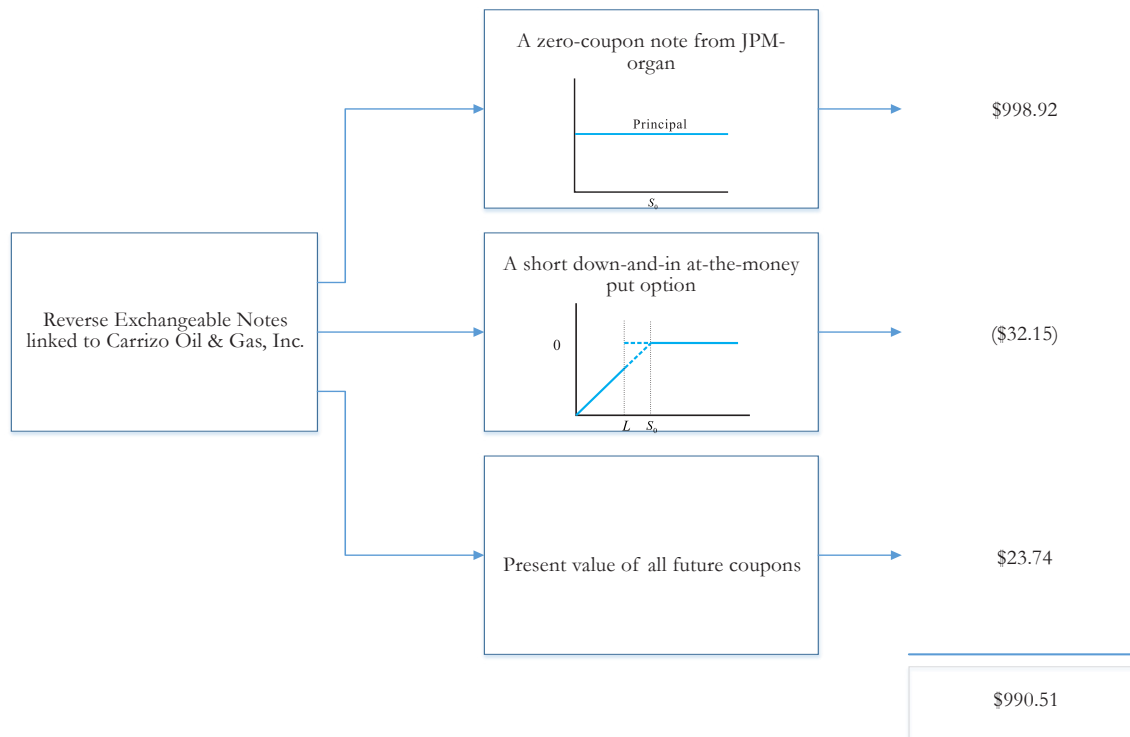 A zero-coupon note from JPM-
organ
Principal
S₀
$998.92
Reverse Exchangeable Notes
linked to Carrizo Oil & Gas, Inc.
A short down-and-in at-the-money
put option
0
L S₀
($32.15)
Present value of all future coupons
$23.74
$990.51